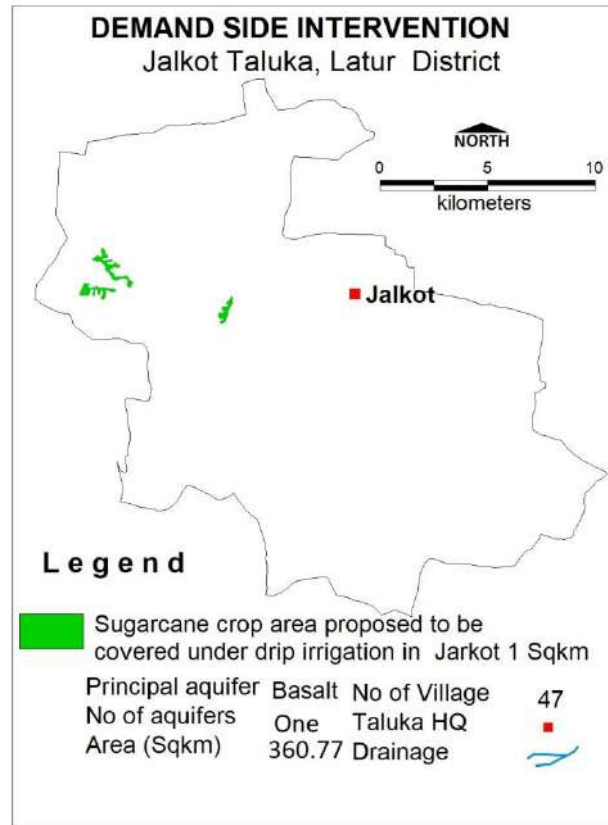 DEMAND SIDE INTERVENTION
Jalkot Taluka, Latur District
NORTH
0 5 10
kilometers
Jalkot
Legend
Sugarcane crop area proposed to be
covered under drip irrigation in Jarkot 1 Sqkm
Principal aquifer Basalt No of Village 47
No of aquifers One Taluka HQ
Area (Sqkm) 360.77 Drainage